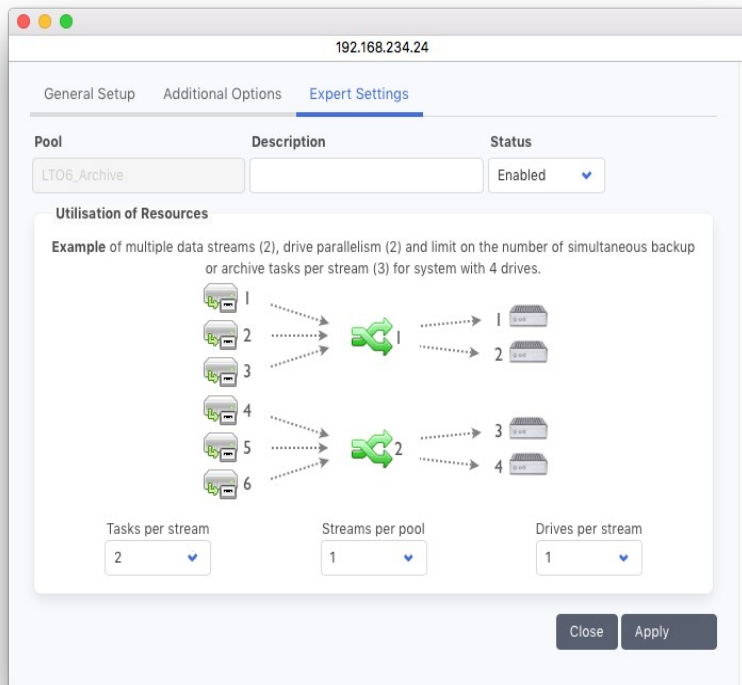 192.168.234.24
General Setup Additional Options Expert Settings
Pool Description Status
LTO6_Archive Enabled
Utilisation of Resources
Example of multiple data streams (2), drive parallelism (2) and limit on the number of simultaneous backup
or archive tasks per stream (3) for system with 4 drives.
1
2
3
1
1
2
4
5
6
2
3
4
Tasks per stream Streams per pool Drives per stream
2 1 1
Close Apply